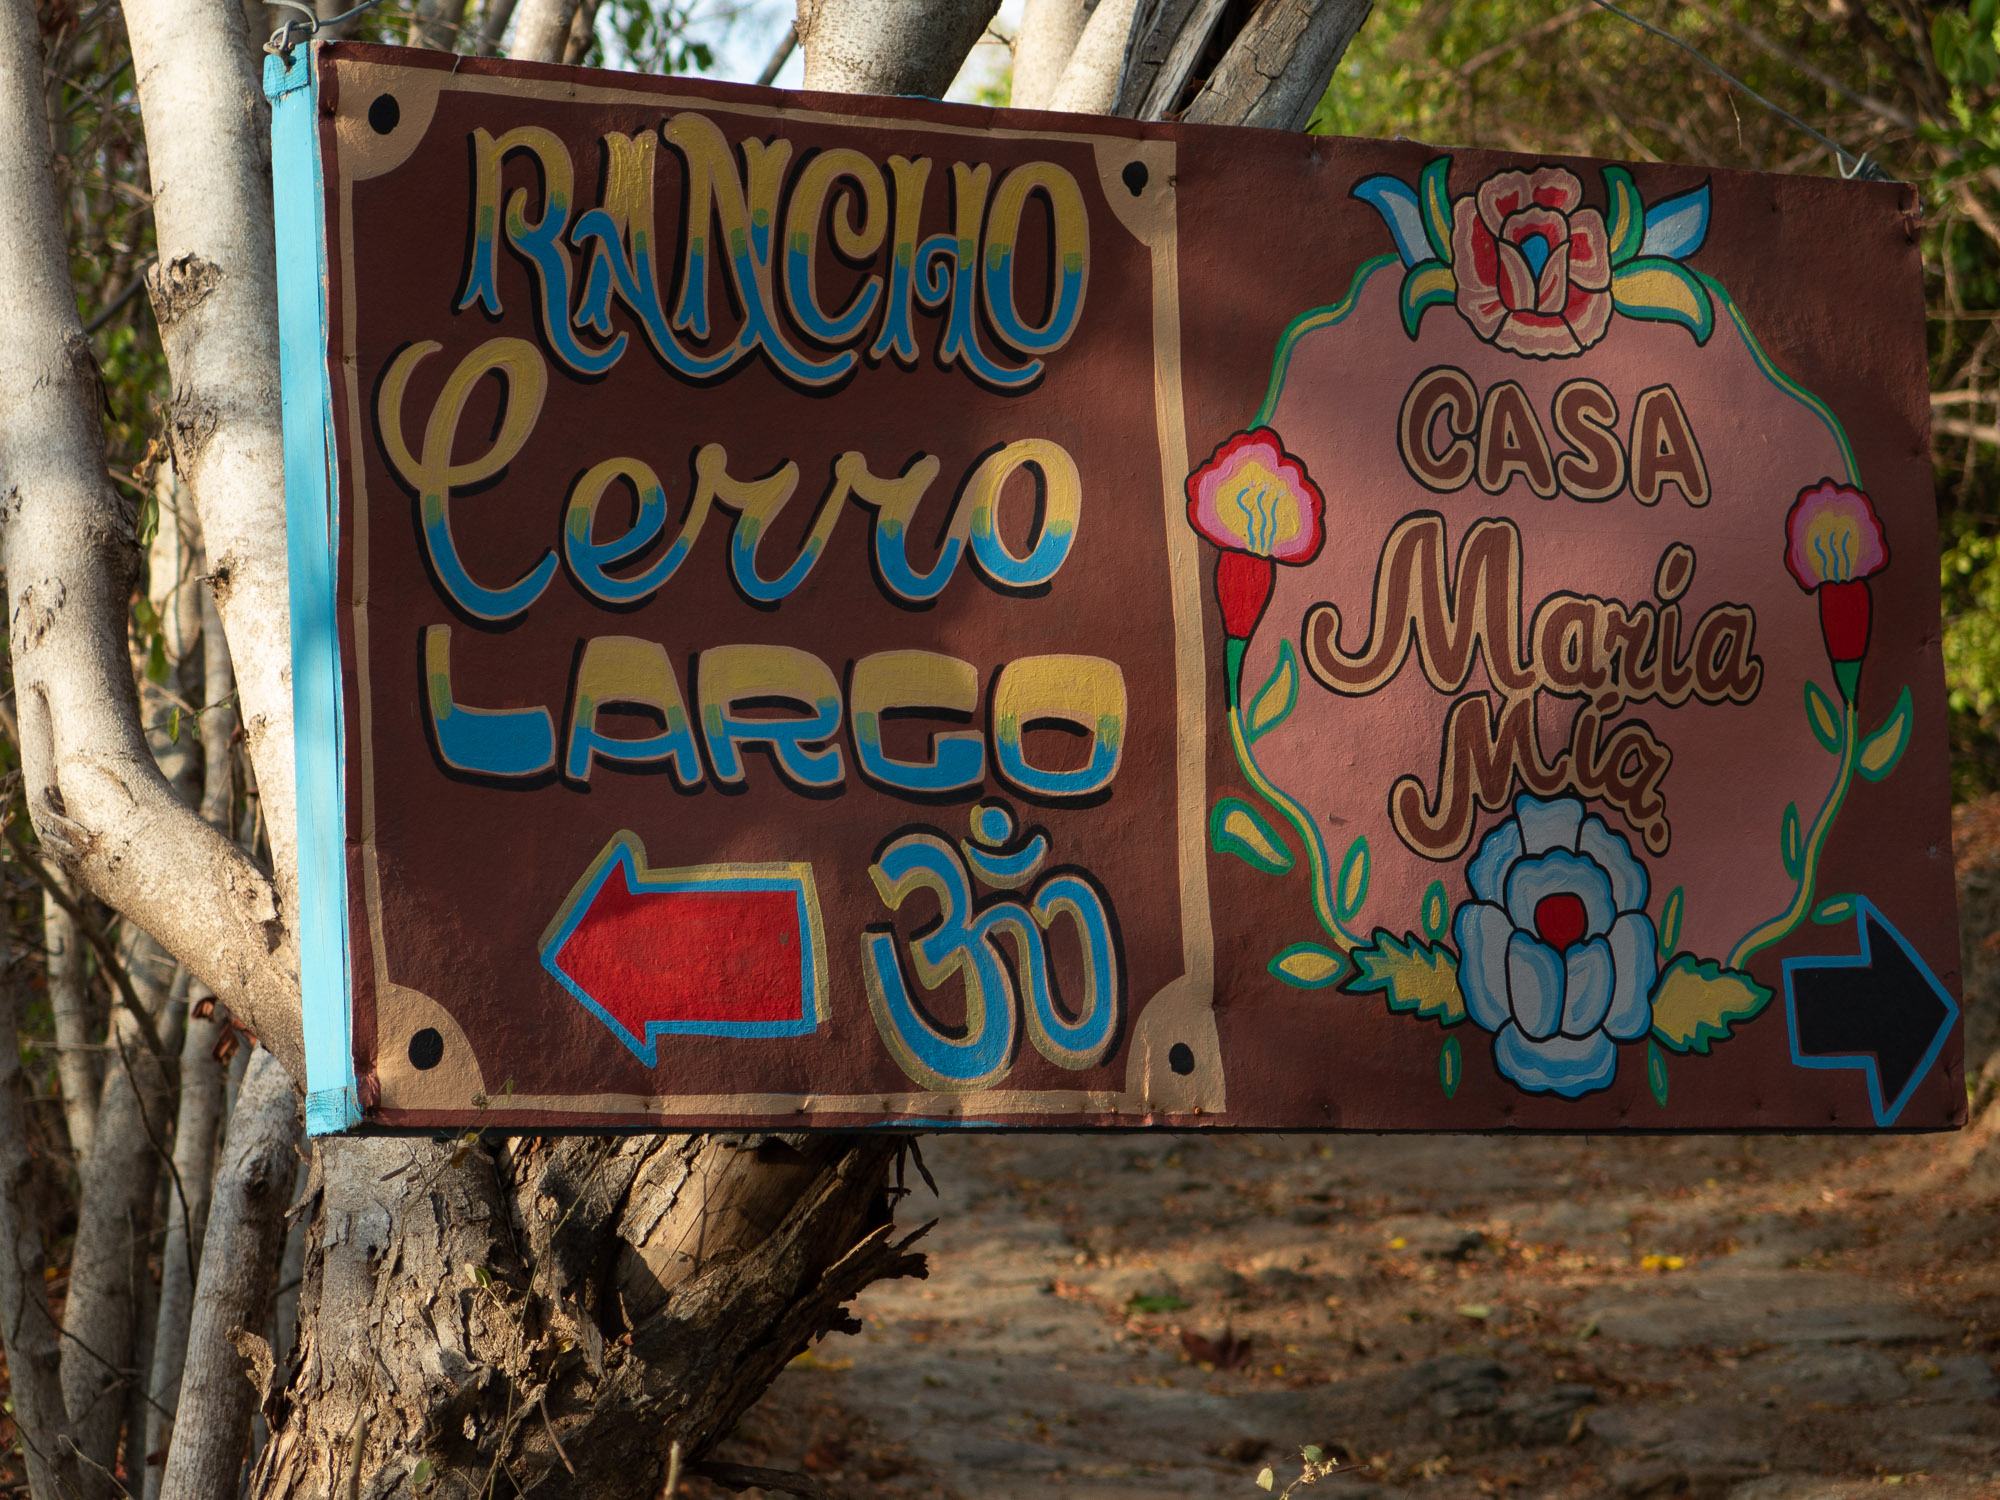 RANCHO
Cerro
LARGO
ॐ
CASA
Maria
Mía.